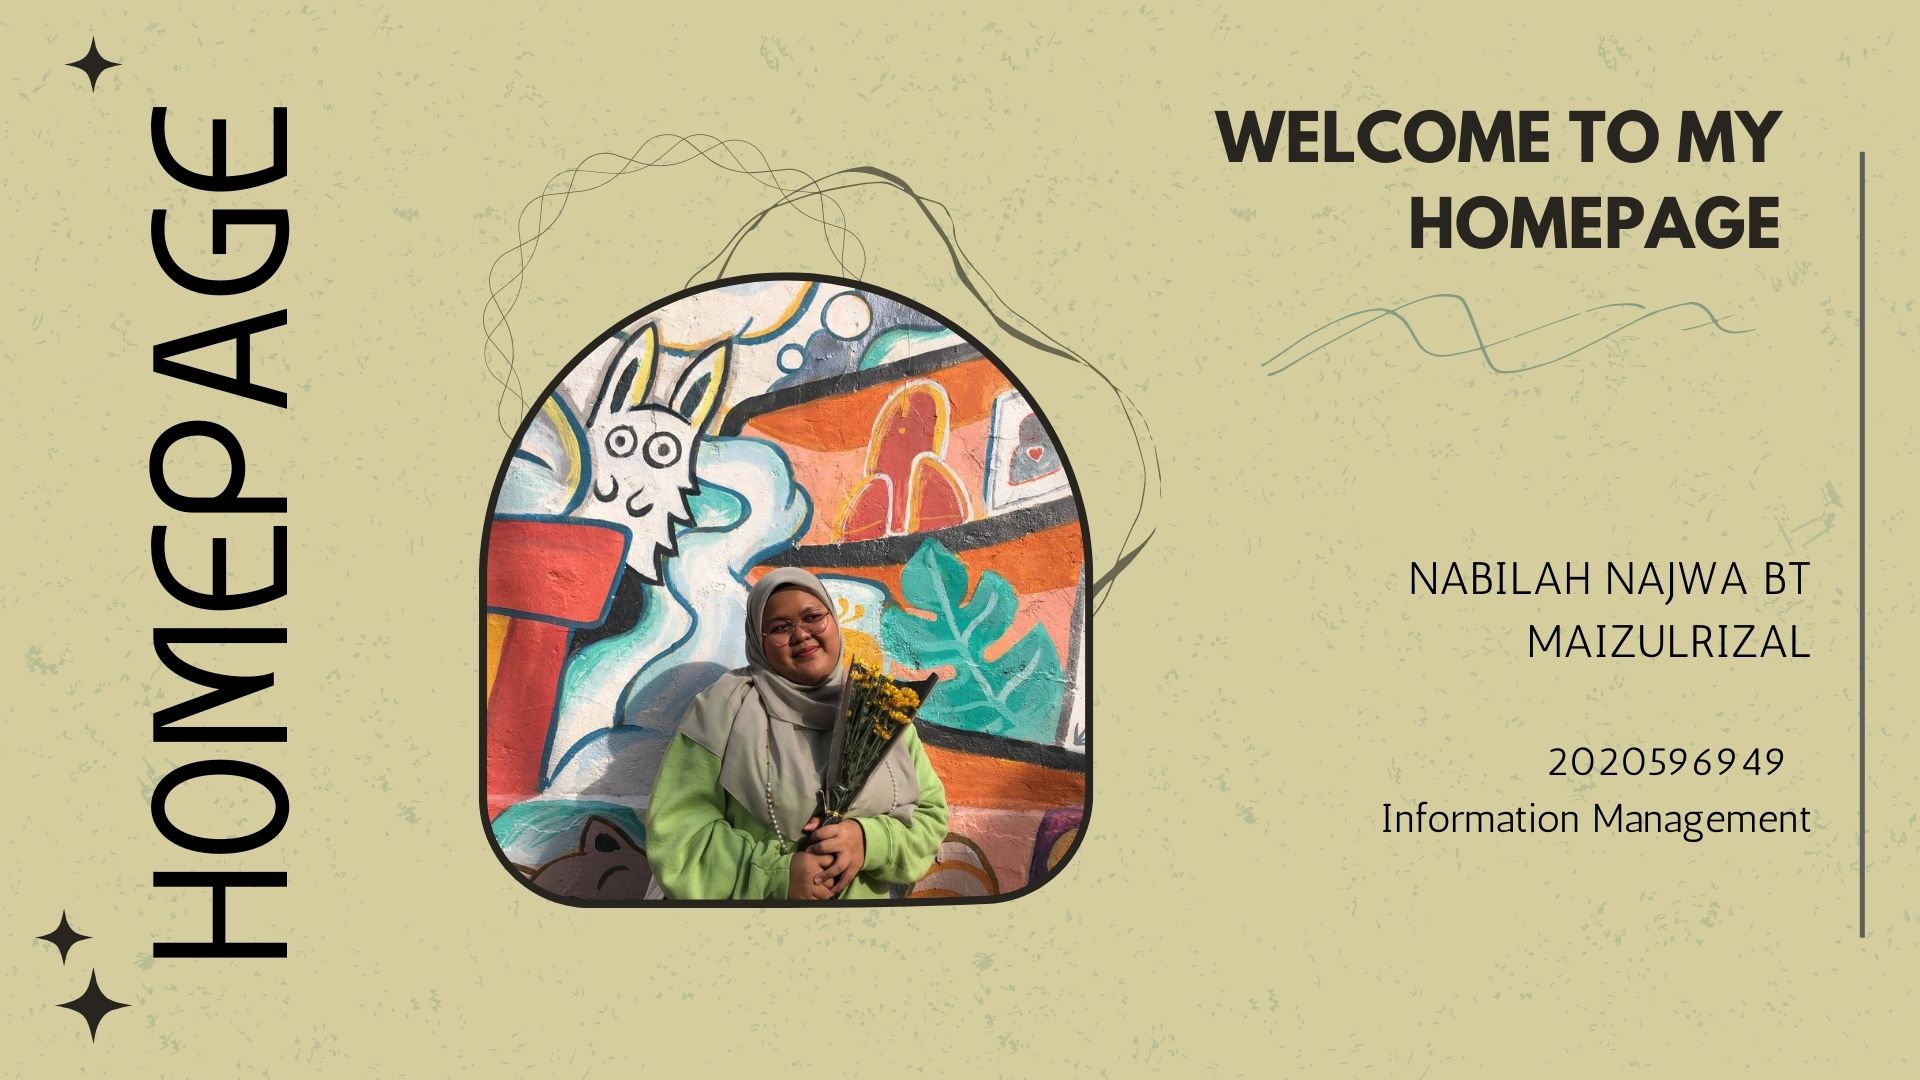 HOMEPAGE
WELCOME TO MY
HOMEPAGE
NABILAH NAJWA BT
MAIZULRIZAL
2020596949
Information Management